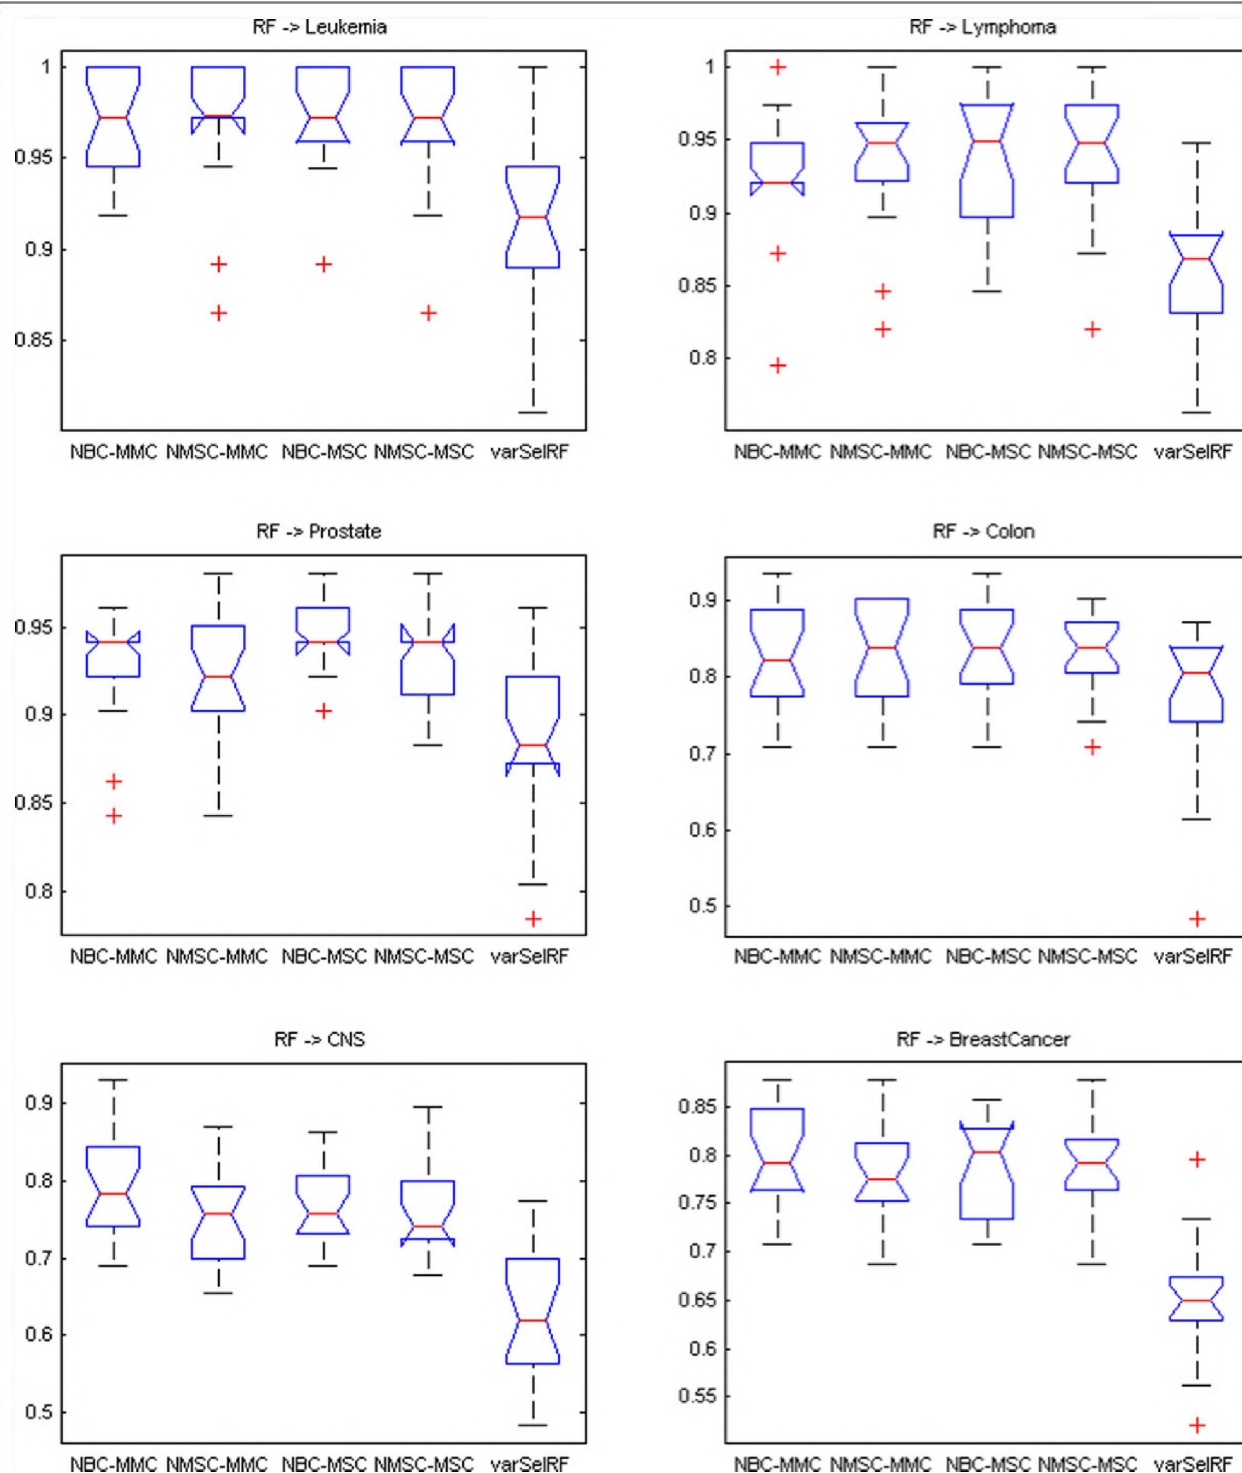 RF -> Leukemia
1
0.95
0.9
0.85
NBC-MMC NMSC-MMC NBC-MSC NMSC-MSC varSelRF
RF -> Lymphoma
1
0.95
0.9
0.85
0.8
NBC-MMC NMSC-MMC NBC-MSC NMSC-MSC varSelRF
RF -> Prostate
0.95
0.9
0.85
0.8
NBC-MMC NMSC-MMC NBC-MSC NMSC-MSC varSelRF
RF -> Colon
0.9
0.8
0.7
0.6
0.5
NBC-MMC NMSC-MMC NBC-MSC NMSC-MSC varSelRF
RF -> CNS
0.9
0.8
0.7
0.6
0.5
NBC-MMC NMSC-MMC NBC-MSC NMSC-MSC varSelRF
RF -> BreastCancer
0.85
0.8
0.75
0.7
0.65
0.6
0.55
NBC-MMC NMSC-MMC NBC-MSC NMSC-MSC varSelRF